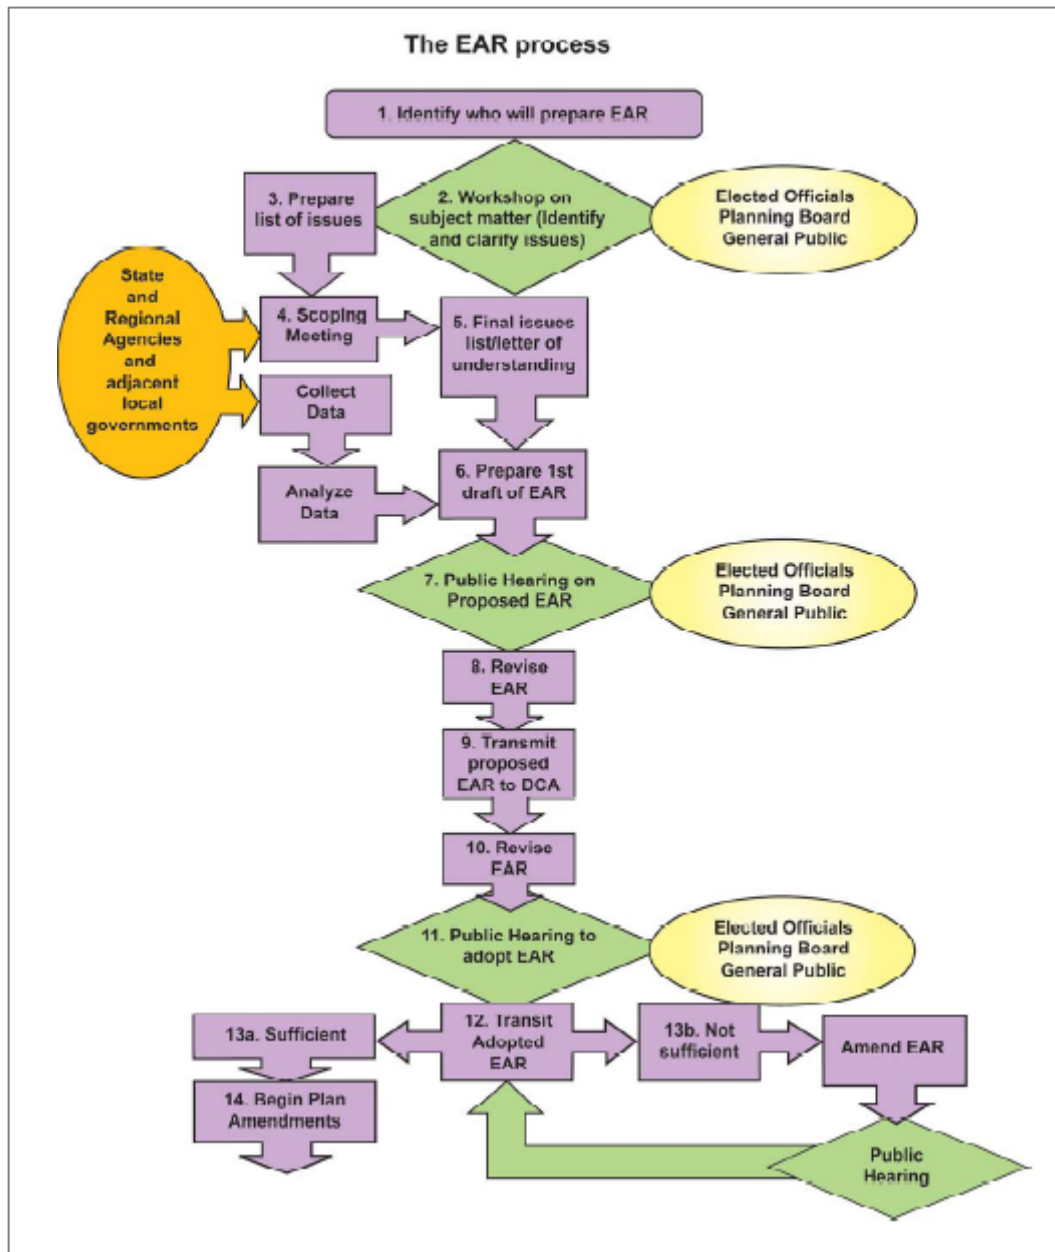 The EAR process
1. Identify who will prepare EAR
3. Prepare
list of issues
2. Workshop on
subject matter (Identify
and clarify issues)
Elected Officials
Planning Board
General Public
State
and
Regional
Agencies
and
adjacent
local
governments
4. Scoping
Meeting
5. Final issues
list/letter of
understanding
Collect
Data
Analyze
Data
6. Prepare 1st
draft of EAR
7. Public Hearing on
Proposed EAR
Elected Officials
Planning Board
General Public
8. Revise
EAR
9. Transmit
proposed
EAR to DCA
10. Revise
EAR
11. Public Hearing to
adopt EAR
Elected Officials
Planning Board
General Public
12. Transit
Adopted
EAR
13a. Sufficient
14. Begin Plan
Amendments
13b. Not
sufficient
Amend EAR
Public
Hearing